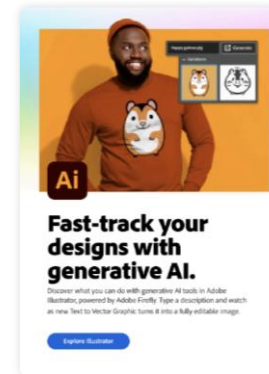 Generate
Variations
Ai
Fast-track your
designs with
generative AI.
Discover what you can do with generative AI tools in Adobe
Illustrator, powered by Adobe Firefly. Type a description and watch
as new Text to Vector Graphic turns it into a fully editable image.
Explore Illustrator